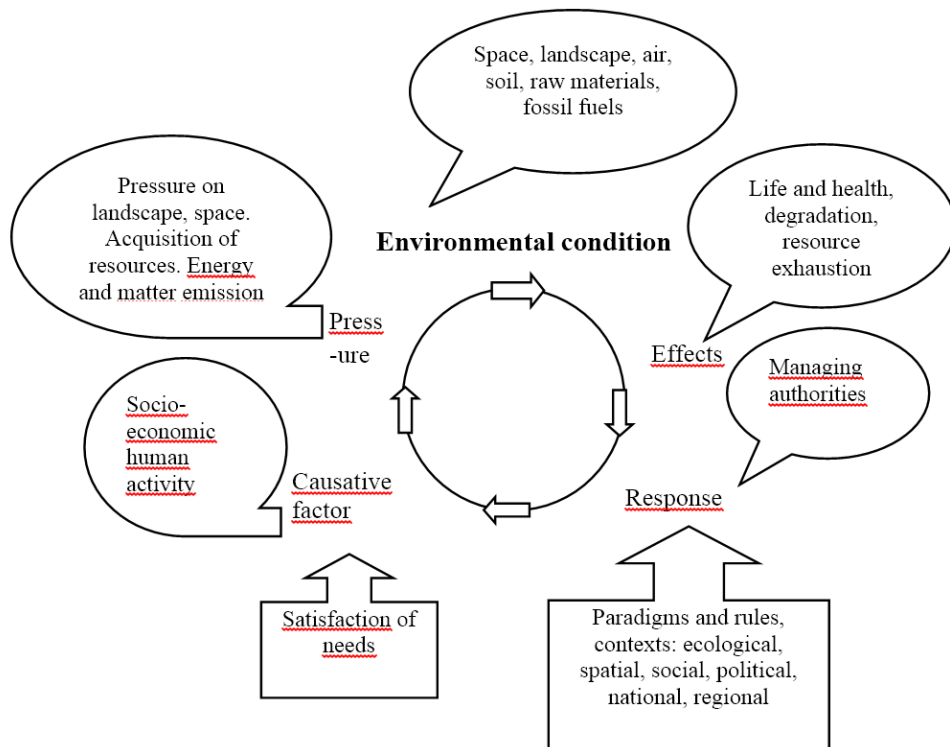 Space, landscape, air,
soil, raw materials,
fossil fuels
Pressure on
landscape, space.
Acquisition of
resources. Energy
and matter emission
Life and health,
degradation,
resource
exhaustion
Environmental condition
Press
-ure
Effects
Managing
authorities
Socio-
economic
human
activity
Causative
factor
Response
Satisfaction of
needs
Paradigms and rules,
contexts: ecological,
spatial, social, political,
national, regional